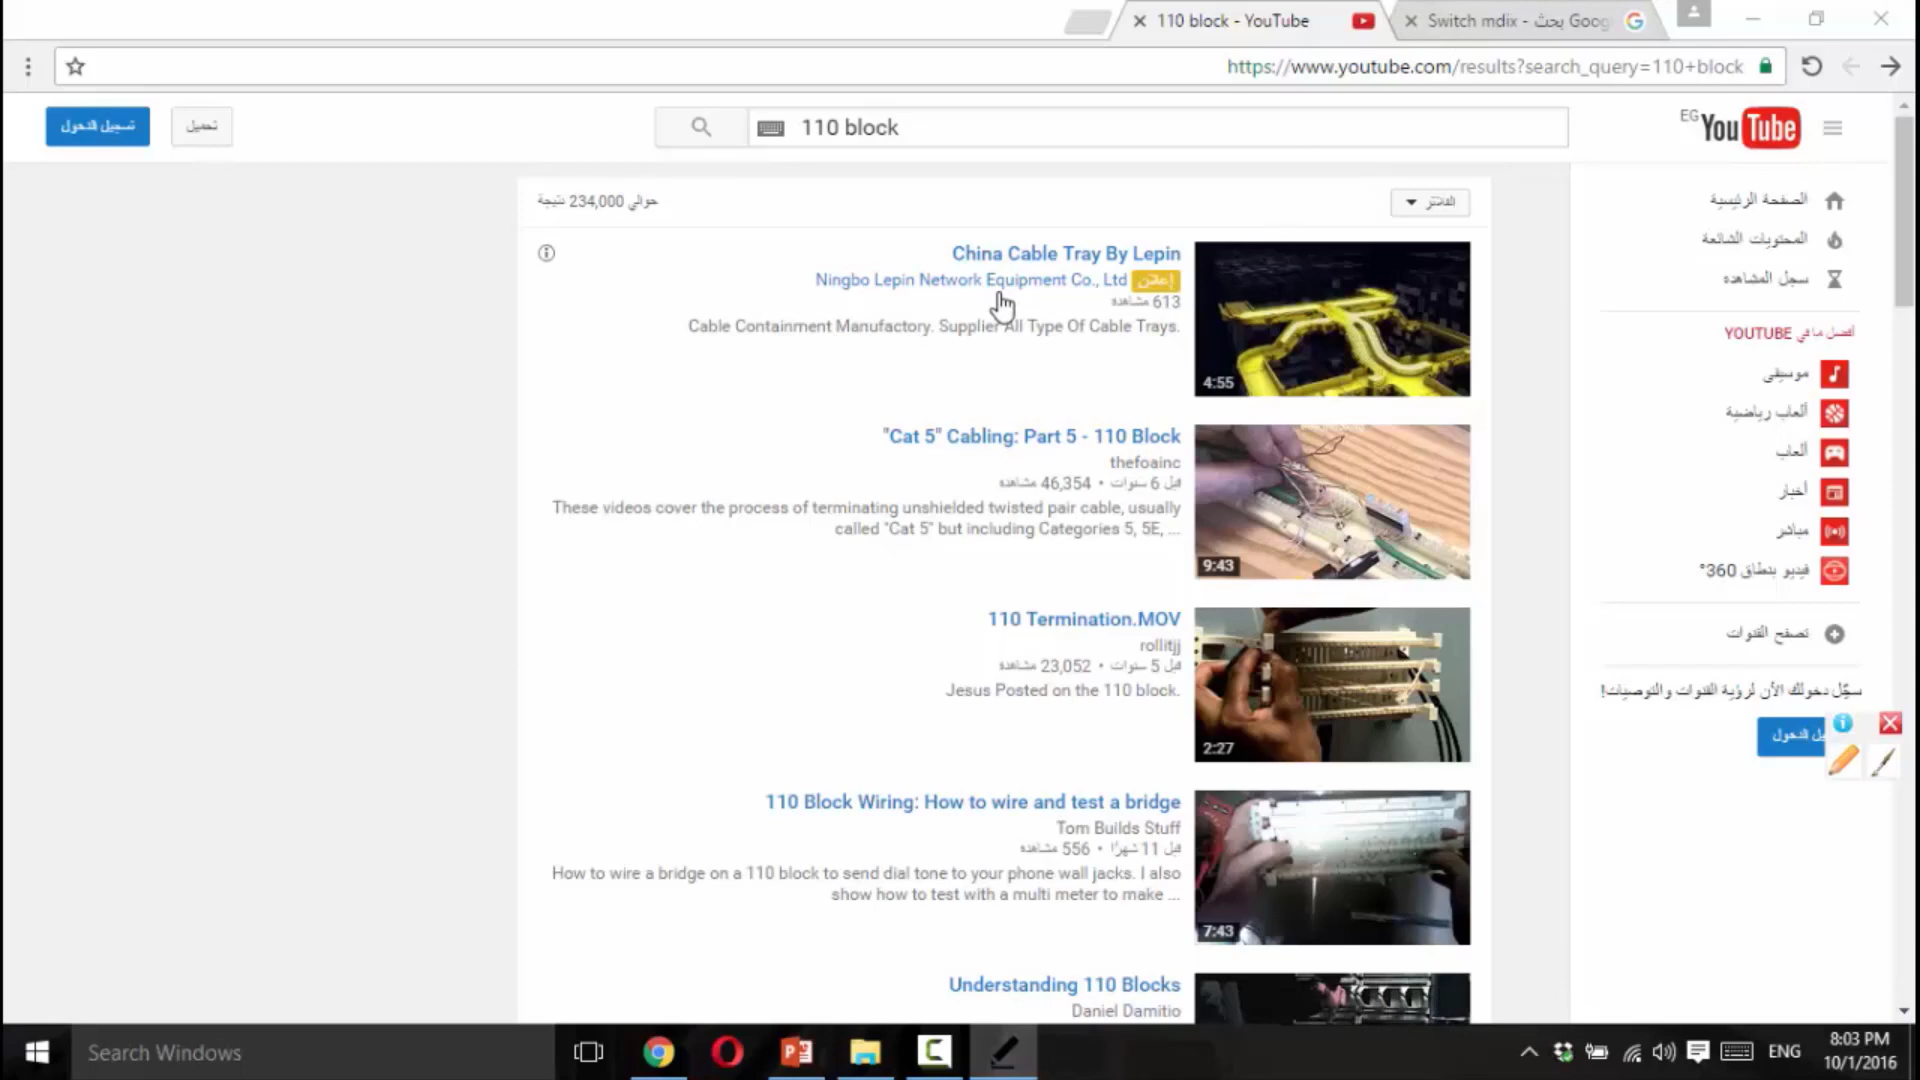 110 block - YouTube
Switch mdix - بحث Goog
https://www.youtube.com/results?search_query=110+block
تسجيل الدخول
تحميل
110 block
EG
YouTube
حوالي 234,000 نتيجة
الفلتر
China Cable Tray By Lepin
Ningbo Lepin Network Equipment Co., Ltd إعلان
613 مشاهدة
Cable Containment Manufactory. Supplier All Type Of Cable Trays.
4:55
"Cat 5" Cabling: Part 5 - 110 Block
thefoainc
قبل 6 سنوات • 46,354 مشاهدة
These videos cover the process of terminating unshielded twisted pair cable, usually
called "Cat 5" but including Categories 5, 5E, ...
9:43
110 Termination.MOV
rollitjj
قبل 5 سنوات • 23,052 مشاهدة
Jesus Posted on the 110 block.
2:27
110 Block Wiring: How to wire and test a bridge
Tom Builds Stuff
قبل 11 شهرًا • 556 مشاهدة
How to wire a bridge on a 110 block to send dial tone to your phone wall jacks. I also
show how to test with a multi meter to make ...
7:43
Understanding 110 Blocks
Daniel Damitio
الصفحة الرئيسية
المحتويات الشائعة
سجل المشاهدة
أفضل ما في YOUTUBE
موسيقى
ألعاب رياضية
ألعاب
أخبار
مباشر
فيديو بنطاق 360°
تصفح القنوات
سجّل دخولك الآن لرؤية القنوات والتوصيات!
يل الدخول
Search Windows
ENG
8:03 PM
10/1/2016